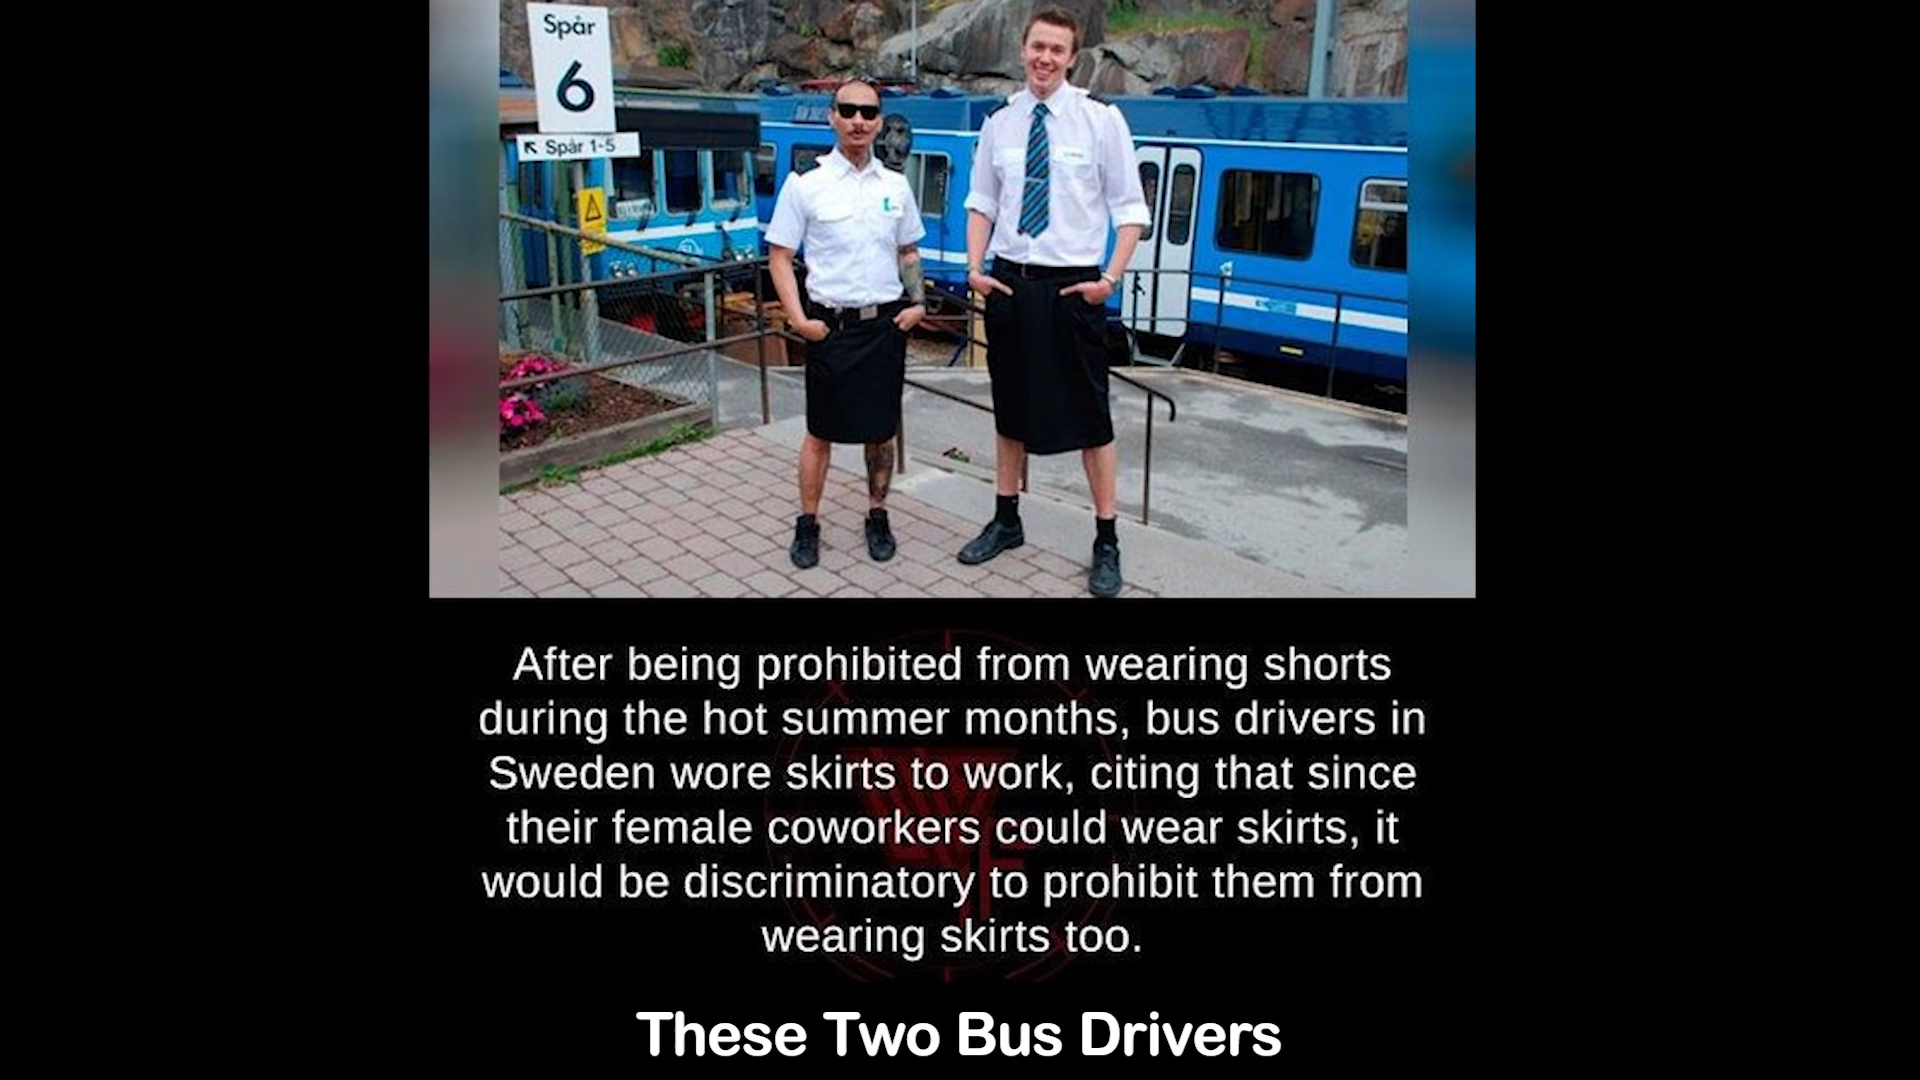 Spår
6
Spår 1-5
After being prohibited from wearing shorts
during the hot summer months, bus drivers in
Sweden wore skirts to work, citing that since
their female coworkers could wear skirts, it
would be discriminatory to prohibit them from
wearing skirts too.
These Two Bus Drivers